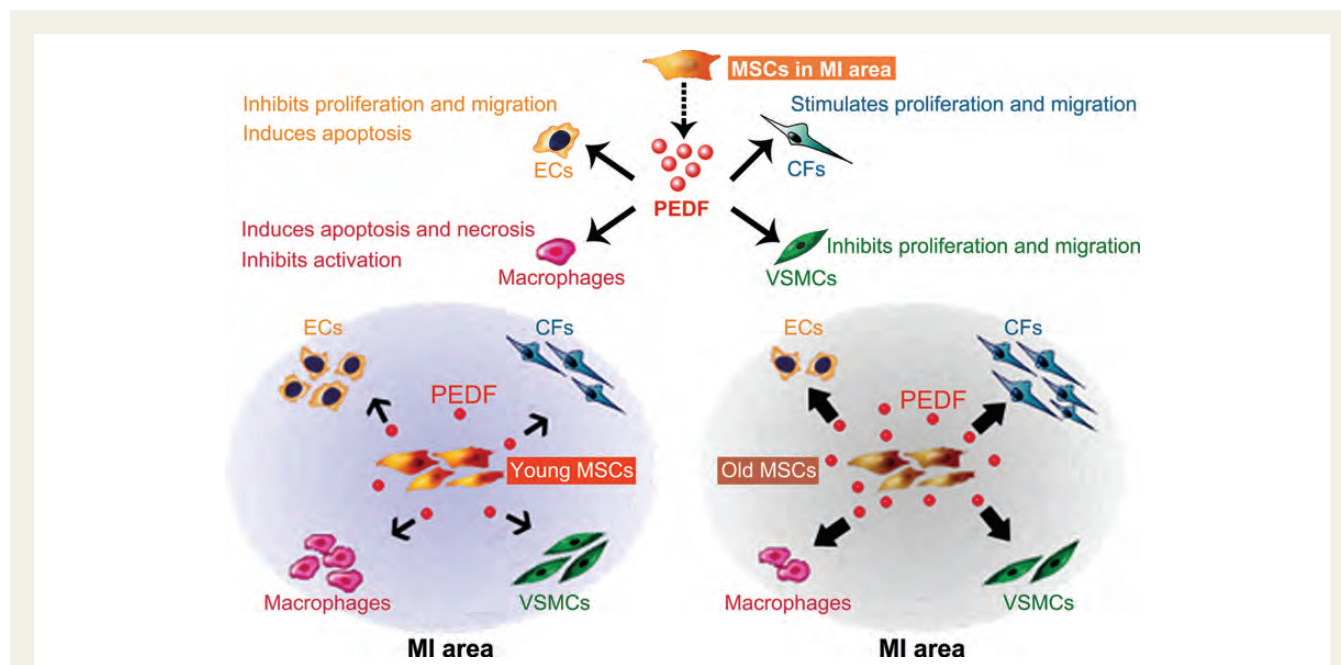 MSCs in MI area
Inhibits proliferation and migration
Induces apoptosis
ECs
Stimulates proliferation and migration
CFs
PEDF
Induces apoptosis and necrosis
Inhibits activation
Macrophages
Inhibits proliferation and migration
VSMCs
ECs
CFs
PEDF
Young MSCs
Macrophages
VSMCs
MI area
ECs
CFs
PEDF
Old MSCs
Macrophages
VSMCs
MI area